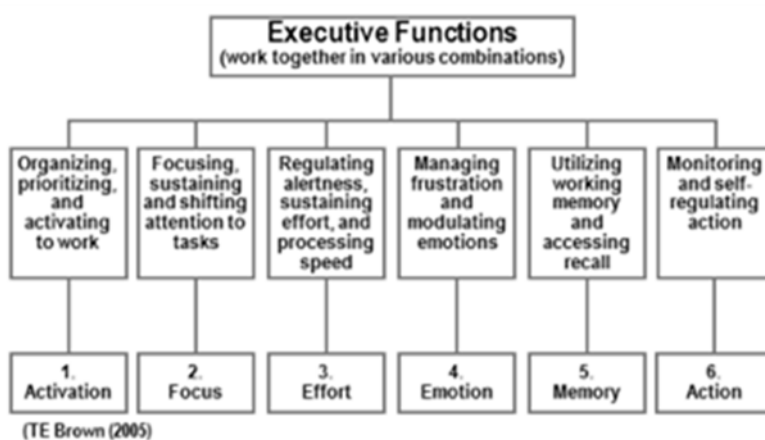 Executive Functions
(work together in various combinations)
Organizing,
prioritizing,
and
activating
to work
Focusing,
sustaining
and shifting
attention to
tasks
Regulating
alertness,
sustaining
effort, and
processing
speed
Managing
frustration
and
modulating
emotions
Utilizing
working
memory
and
accessing
recall
Monitoring
and self-
regulating
action
1.
Activation
2.
Focus
3.
Effort
4.
Emotion
5.
Memory
6.
Action
(TE Brown (2005)